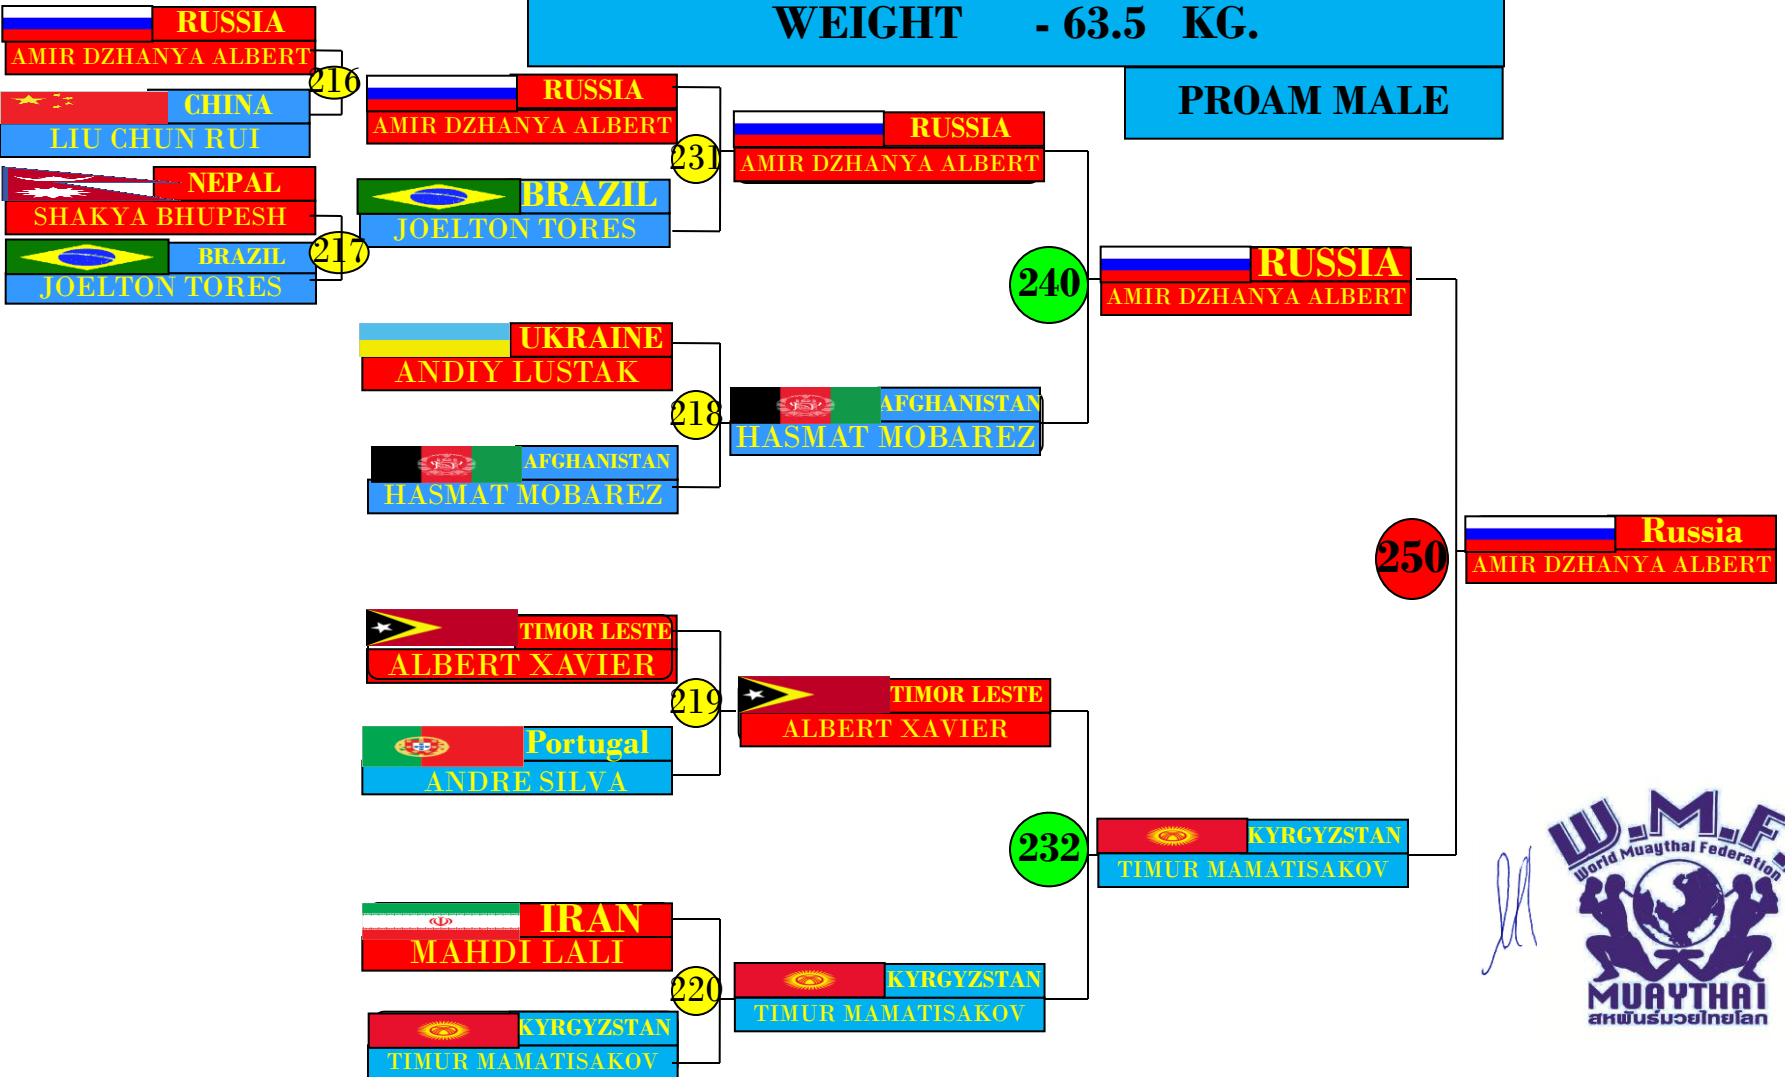 WEIGHT - 63.5 KG.
PROAM MALE
RUSSIA
AMIR DZHANYA ALBERT
216
CHINA
LIU CHUN RUI
NEPAL
SHAKYA BHUPESH
217
BRAZIL
JOELTON TORES
RUSSIA
AMIR DZHANYA ALBERT
231
BRAZIL
JOELTON TORES
UKRAINE
ANDIY LUSTAK
218
AFGHANISTAN
HASMAT MOBAREZ
TIMOR LESTE
ALBERT XAVIER
219
Portugal
ANDRE SILVA
IRAN
MAHDI LALI
220
KYRGYZSTAN
TIMUR MAMATISAKOV
RUSSIA
AMIR DZHANYA ALBERT
240
AFGHANISTAN
HASMAT MOBAREZ
TIMOR LESTE
ALBERT XAVIER
232
KYRGYZSTAN
TIMUR MAMATISAKOV
RUSSIA
AMIR DZHANYA ALBERT
250
KYRGYZSTAN
TIMUR MAMATISAKOV
Russia
AMIR DZHANYA ALBERT
W.M.F.
World Muaythai Federation
MUAYTHAI
สหพันธ์มวยไทยโลก